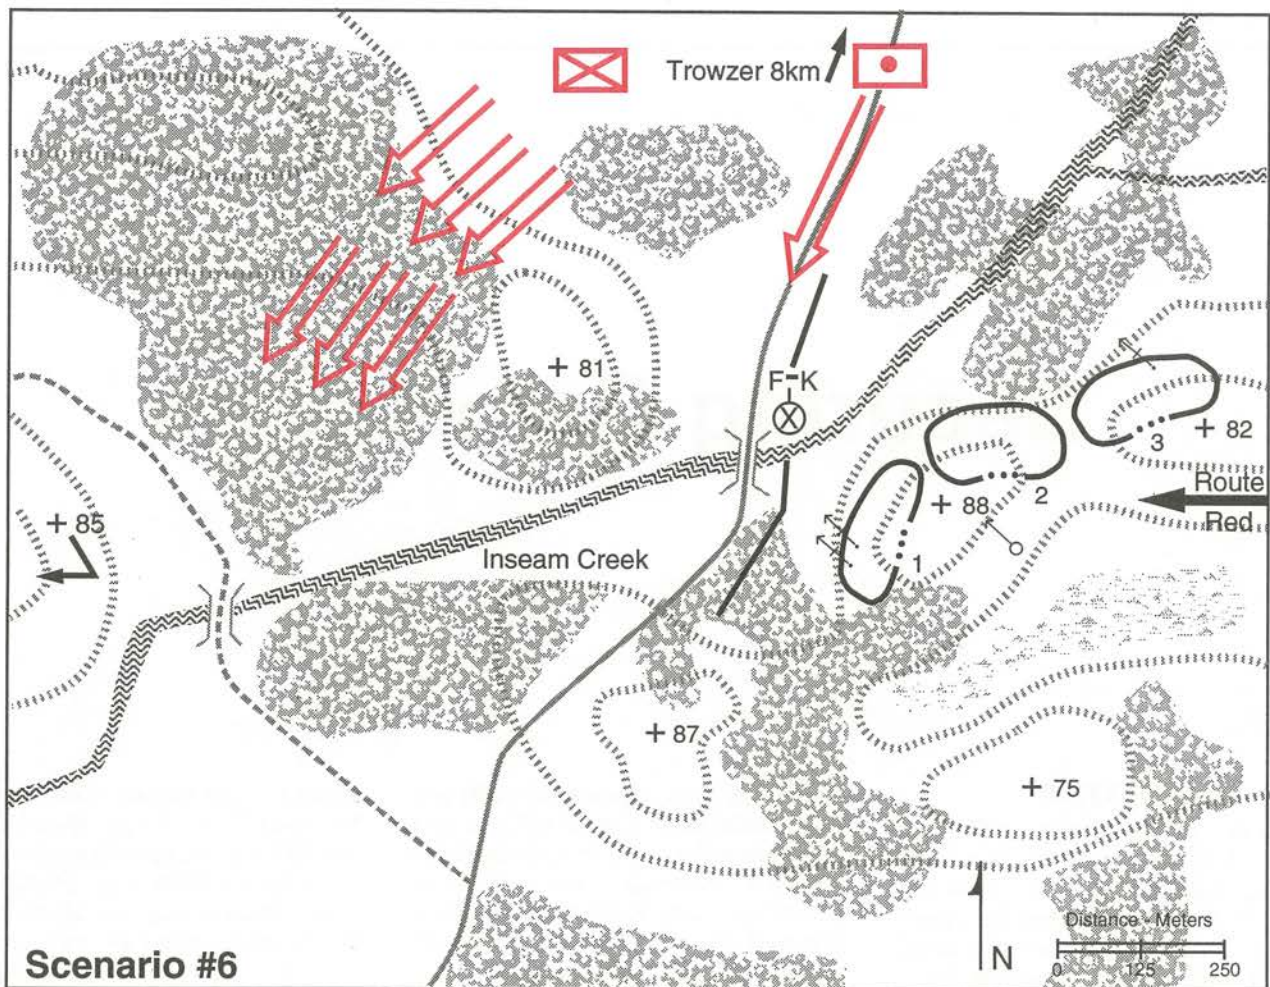 Trowzer 8km
81
F-K
3
82
Route
Red
88
2
1
85
Inseam Creek
87
75
Distance - Meters
0 125 250
N
Scenario #6